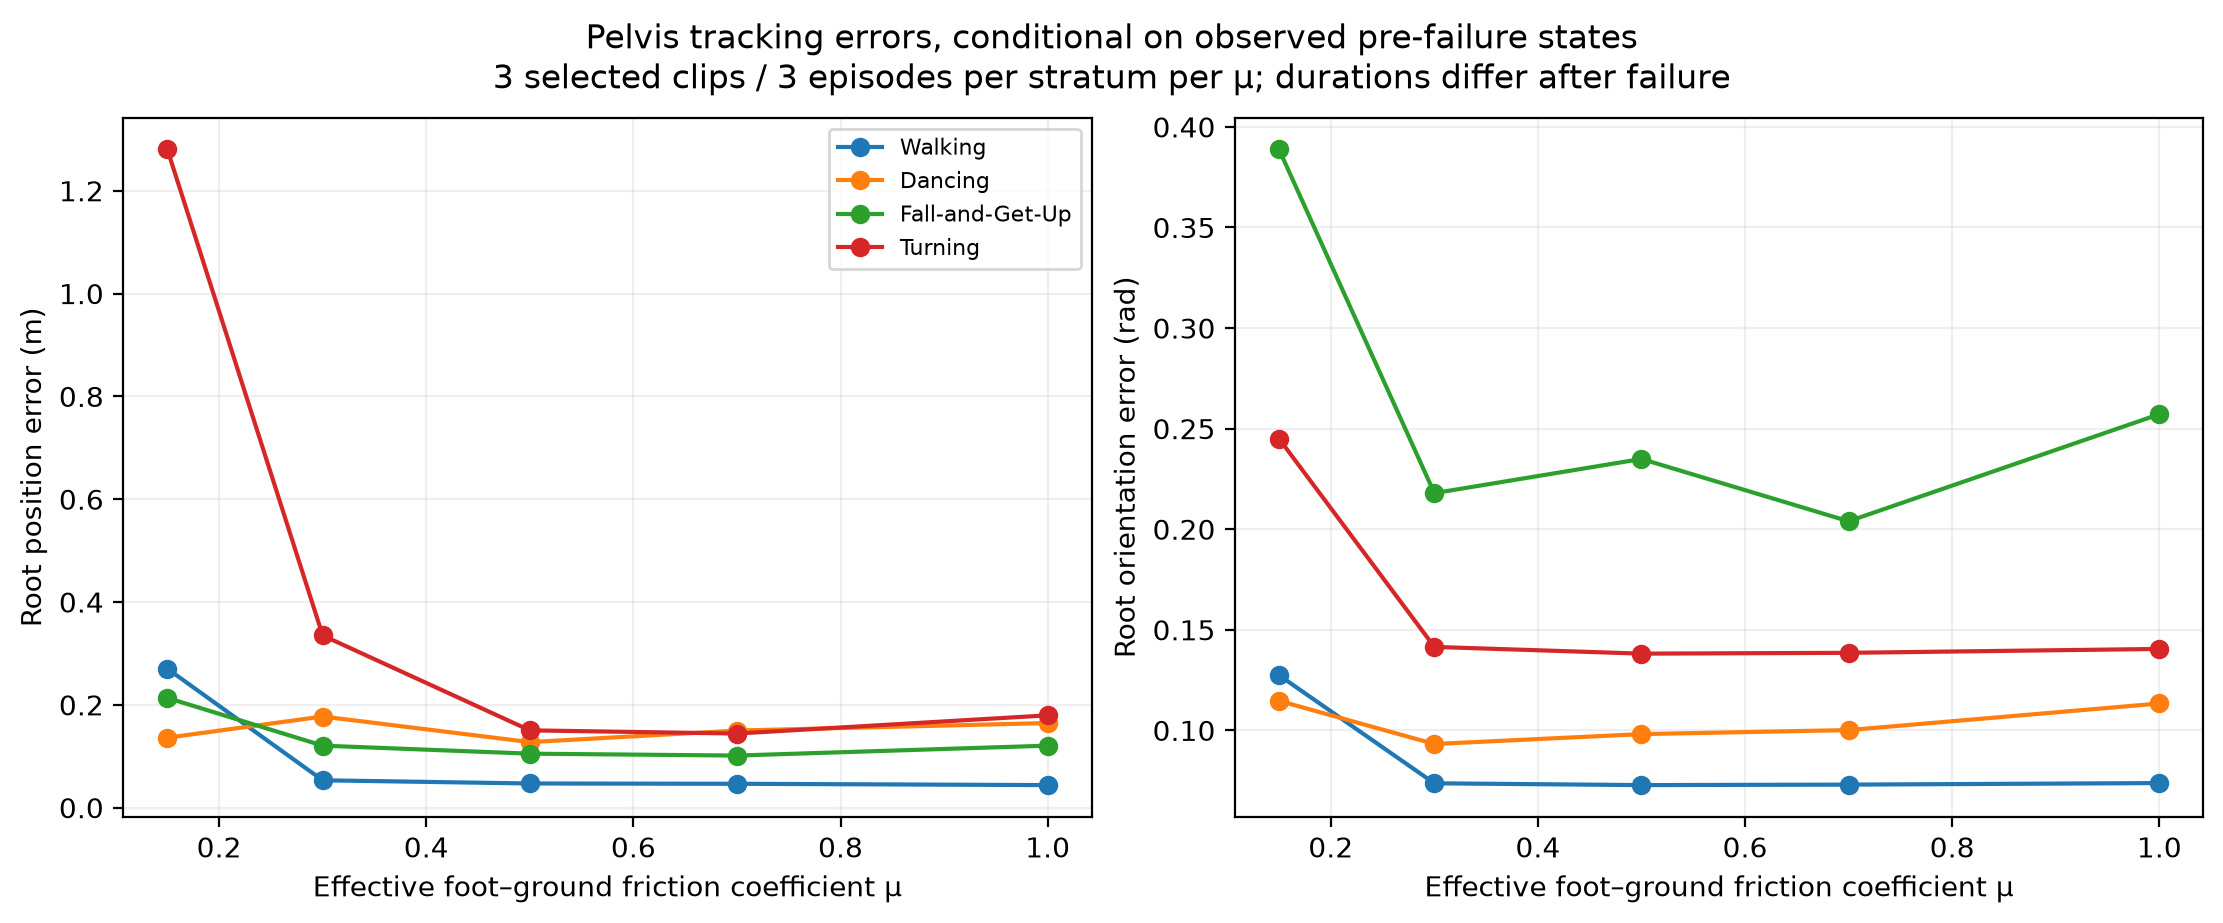 Pelvis tracking errors, conditional on observed pre-failure states
3 selected clips / 3 episodes per stratum per μ; durations differ after failure
Root position error (m)
1.2
1.0
0.8
0.6
0.4
0.2
0.0
0.2
0.4
0.6
0.8
1.0
Effective foot–ground friction coefficient μ
Walking
Dancing
Fall-and-Get-Up
Turning
Root orientation error (rad)
0.40
0.35
0.30
0.25
0.20
0.15
0.10
0.2
0.4
0.6
0.8
1.0
Effective foot–ground friction coefficient μ